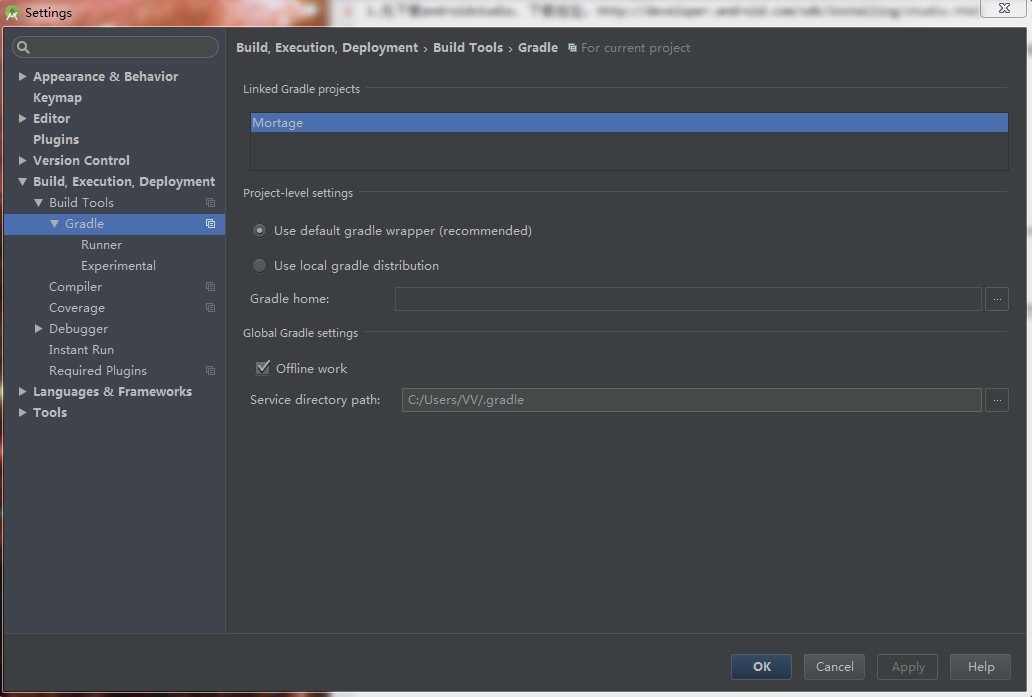 Settings
Appearance & Behavior
Keymap
Editor
Plugins
Version Control
Build, Execution, Deployment
Build Tools
Gradle
Runner
Experimental
Compiler
Coverage
Debugger
Instant Run
Required Plugins
Languages & Frameworks
Tools
Build, Execution, Deployment › Build Tools › Gradle For current project
Linked Gradle projects
Mortage
Project-level settings
Use default gradle wrapper (recommended)
Use local gradle distribution
Gradle home: ...
Global Gradle settings
Offline work
Service directory path: C:/Users/VV/.gradle ...
OK Cancel Apply Help